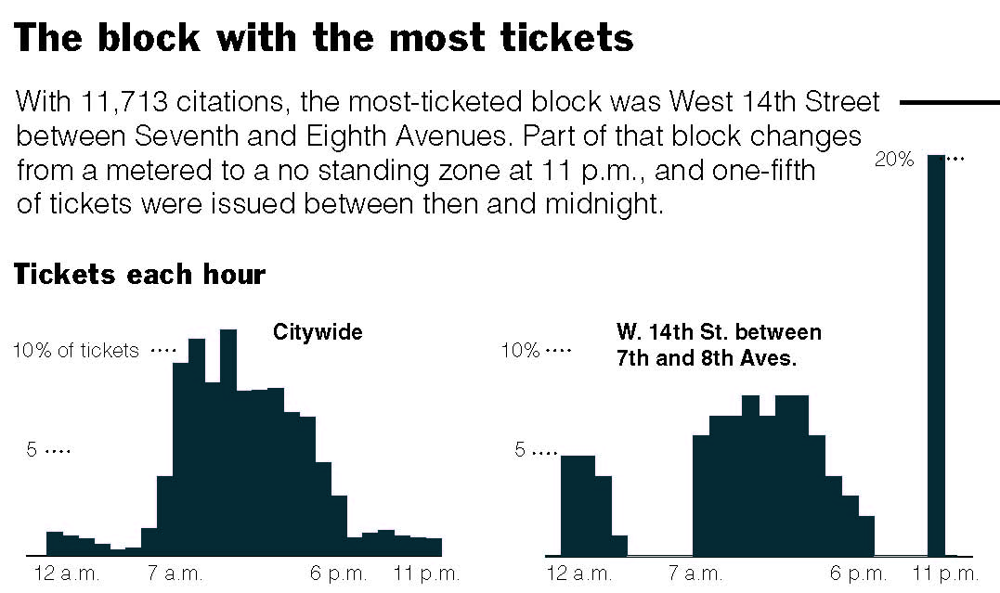 The block with the most tickets
With 11,713 citations, the most-ticketed block was West 14th Street
between Seventh and Eighth Avenues. Part of that block changes
from a metered to a no standing zone at 11 p.m., and one-fifth
of tickets were issued between then and midnight.
20%
Tickets each hour
Citywide
10% of tickets
5
12 a.m. 7 a.m. 6 p.m. 11 p.m.
W. 14th St. between
7th and 8th Aves.
10%
5
12 a.m. 7 a.m. 6 p.m. 11 p.m.